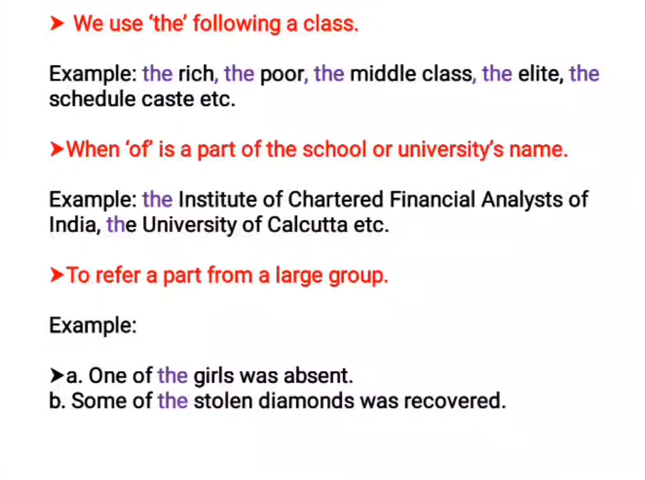 ➤ We use ‘the’ following a class.
Example: the rich, the poor, the middle class, the elite, the
schedule caste etc.
➤When ‘of’ is a part of the school or university’s name.
Example: the Institute of Chartered Financial Analysts of
India, the University of Calcutta etc.
➤To refer a part from a large group.
Example:
➤a. One of the girls was absent.
b. Some of the stolen diamonds was recovered.